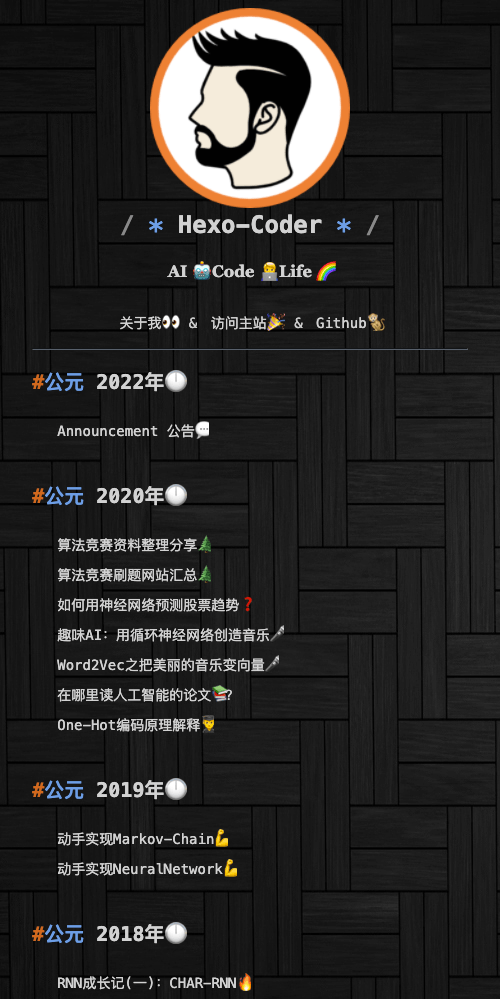 / * Hexo-Coder * /
AI 🤖Code 👨‍💻Life 🌈
关于我👀 & 访问主站🎉 & Github🐒
#公元 2022年🕛
Announcement 公告💬
#公元 2020年🕛
算法竞赛资料整理分享🌲
算法竞赛刷题网站汇总🌲
如何用神经网络预测股票趋势❓
趣味AI: 用循环神经网络创造音乐🎤
Word2Vec之把美丽的音乐变向量🎤
在哪里读人工智能的论文📚?
One-Hot编码原理解释👨‍🎓
#公元 2019年🕛
动手实现Markov-Chain💪
动手实现NeuralNetwork💪
#公元 2018年🕛
RNN成长记(一): CHAR-RNN🔥